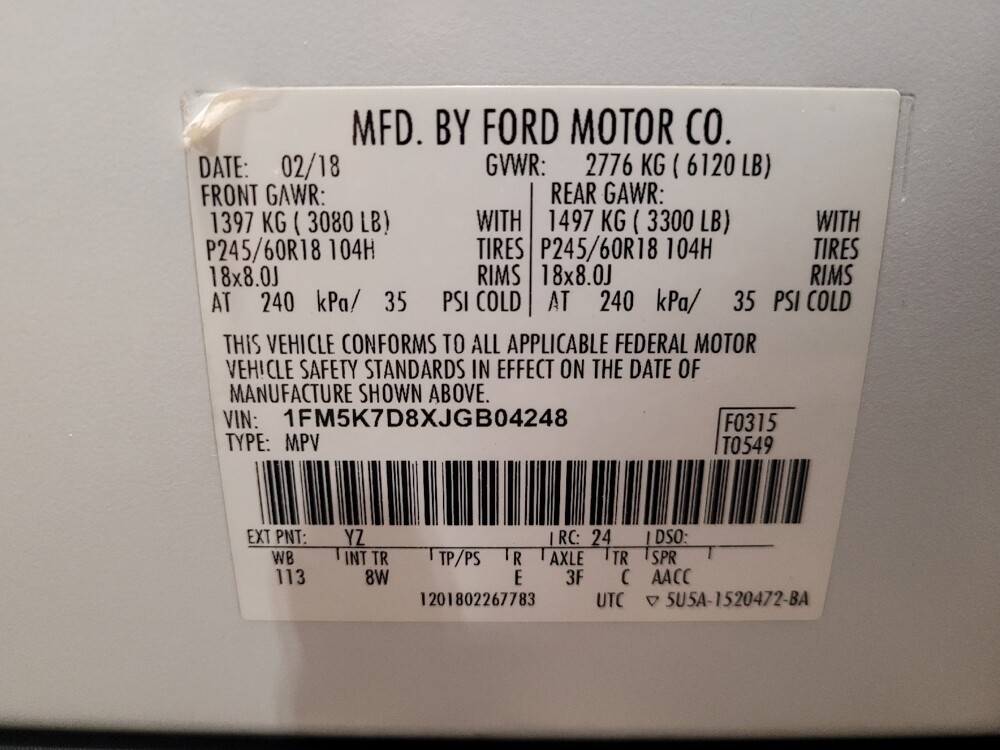 MFD. BY FORD MOTOR CO.
DATE: 02/18 GVWR: 2776 KG ( 6120 LB)
FRONT GAWR: REAR GAWR:
1397 KG ( 3080 LB) WITH 1497 KG ( 3300 LB) WITH
P245/60R18 104H TIRES P245/60R18 104H TIRES
18x8.0J RIMS 18x8.0J RIMS
AT 240 kPa/ 35 PSI COLD AT 240 kPa/ 35 PSI COLD
THIS VEHICLE CONFORMS TO ALL APPLICABLE FEDERAL MOTOR
VEHICLE SAFETY STANDARDS IN EFFECT ON THE DATE OF
MANUFACTURE SHOWN ABOVE.
VIN: 1FM5K7D8XJGB04248 F0315
TYPE: MPV T0549
EXT PNT: YZ RC: 24 DSO:
WB INT TR TP/PS R AXLE TR SPR
113 8W E 3F C AACC
1201802267783 UTC ▽ 5U5A-1520472-BA